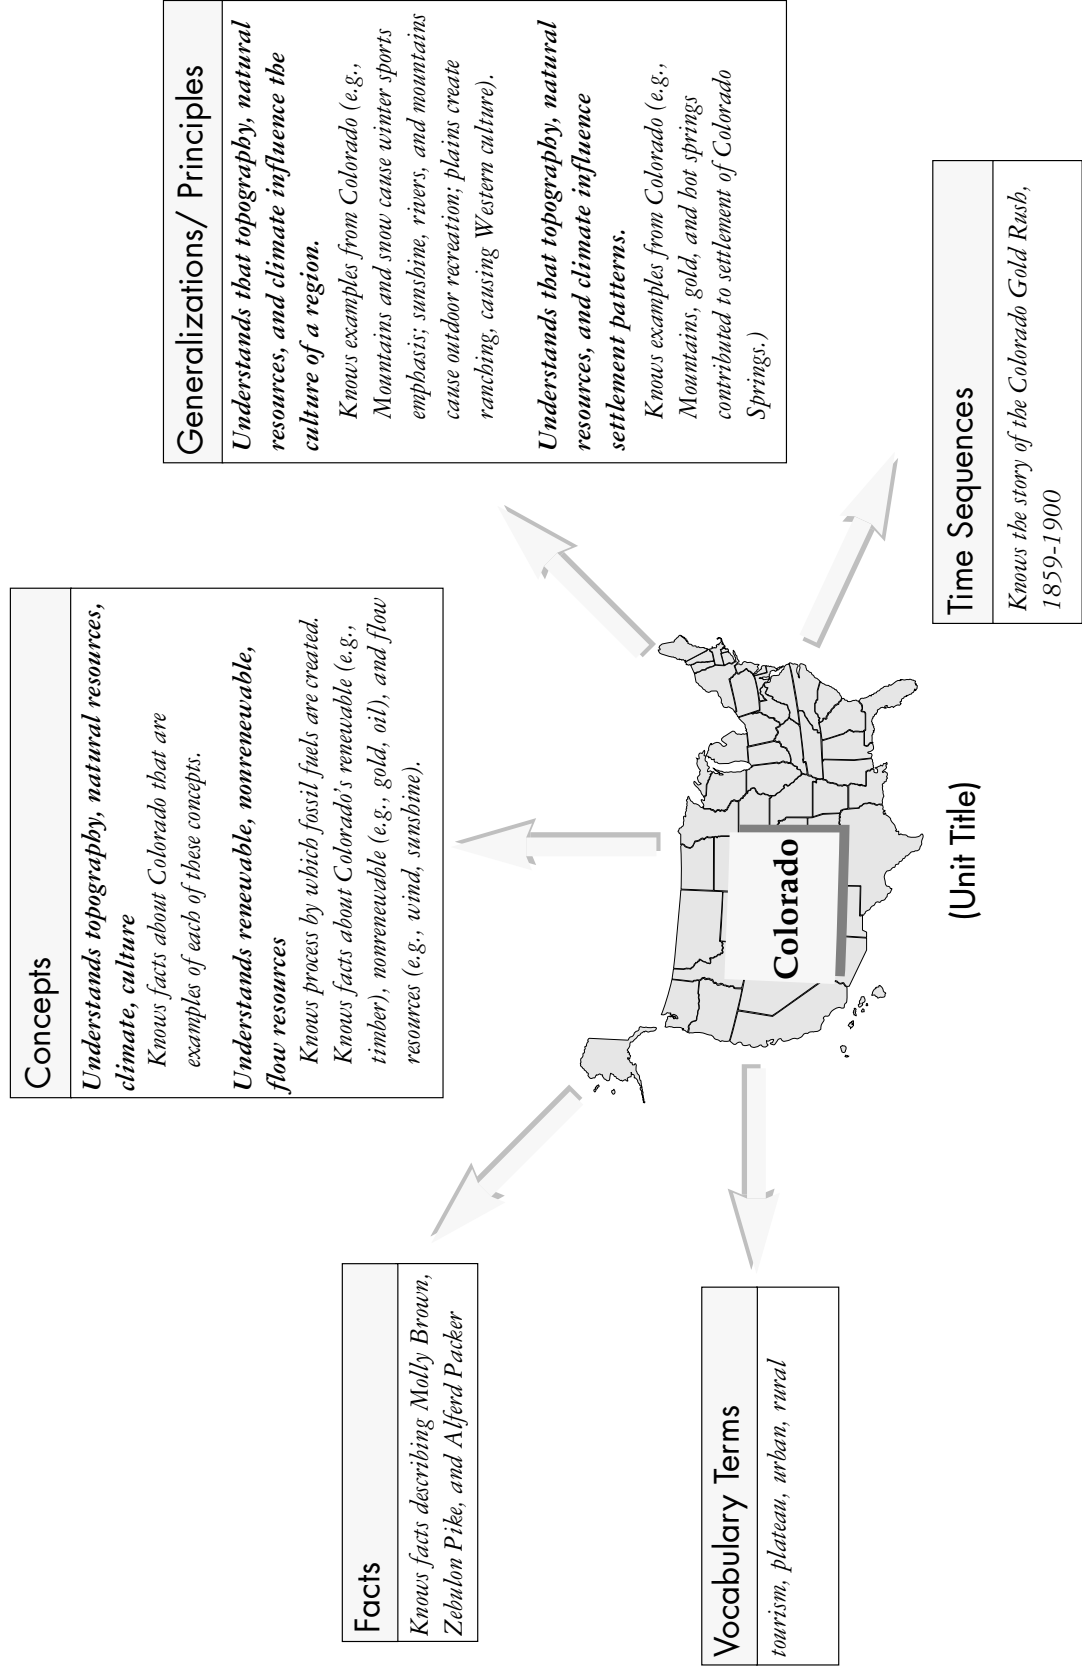 Concepts
Understands topography, natural resources,
climate, culture
Knows facts about Colorado that are
examples of each of these concepts.
Understands renewable, nonrenewable,
flow resources
Knows process by which fossil fuels are created.
Knows facts about Colorado's renewable (e.g.,
timber), nonrenewable (e.g., gold, oil), and flow
resources (e.g., wind, sunshine).
Generalizations/ Principles
Understands that topography, natural
resources, and climate influence the
culture of a region.
Knows examples from Colorado (e.g.,
Mountains and snow cause winter sports
emphasis; sunshine, rivers, and mountains
cause outdoor recreation; plains create
ranching, causing Western culture).
Understands that topography, natural
resources, and climate influence
settlement patterns.
Knows examples from Colorado (e.g.,
Mountains, gold, and hot springs
contributed to settlement of Colorado
Springs.)
Facts
Knows facts describing Molly Brown,
Zebulon Pike, and Alferd Packer
Colorado
(Unit Title)
Vocabulary Terms
tourism, plateau, urban, rural
Time Sequences
Knows the story of the Colorado Gold Rush,
1859-1900